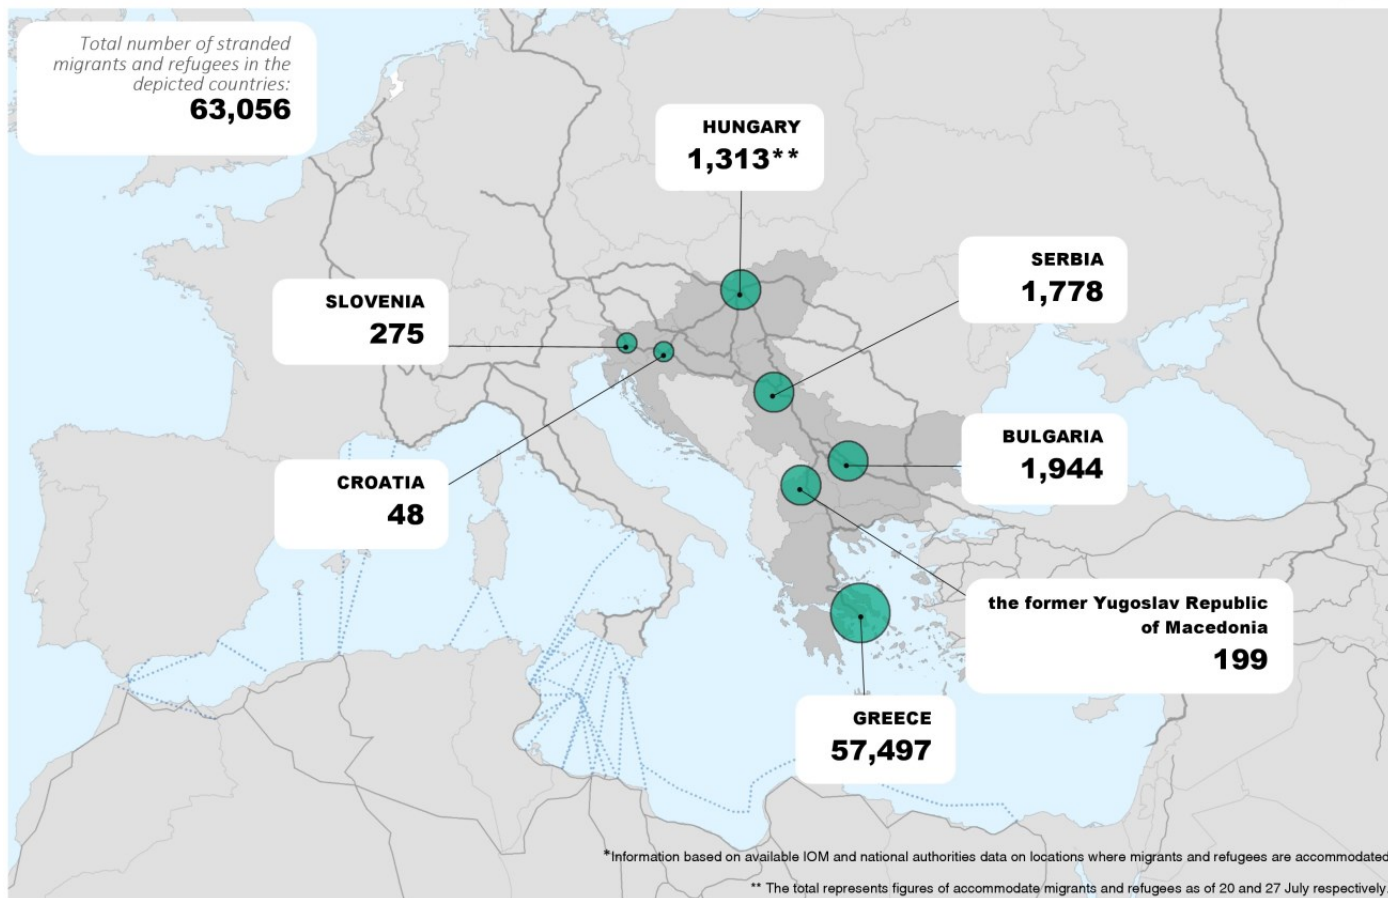 Total number of stranded
migrants and refugees in the
depicted countries:
63,056
HUNGARY
1,313**
SERBIA
1,778
SLOVENIA
275
BULGARIA
1,944
CROATIA
48
the former Yugoslav Republic
of Macedonia
199
GREECE
57,497
*Information based on available IOM and national authorities data on locations where migrants and refugees are accommodated
** The total represents figures of accommodate migrants and refugees as of 20 and 27 July respectively.